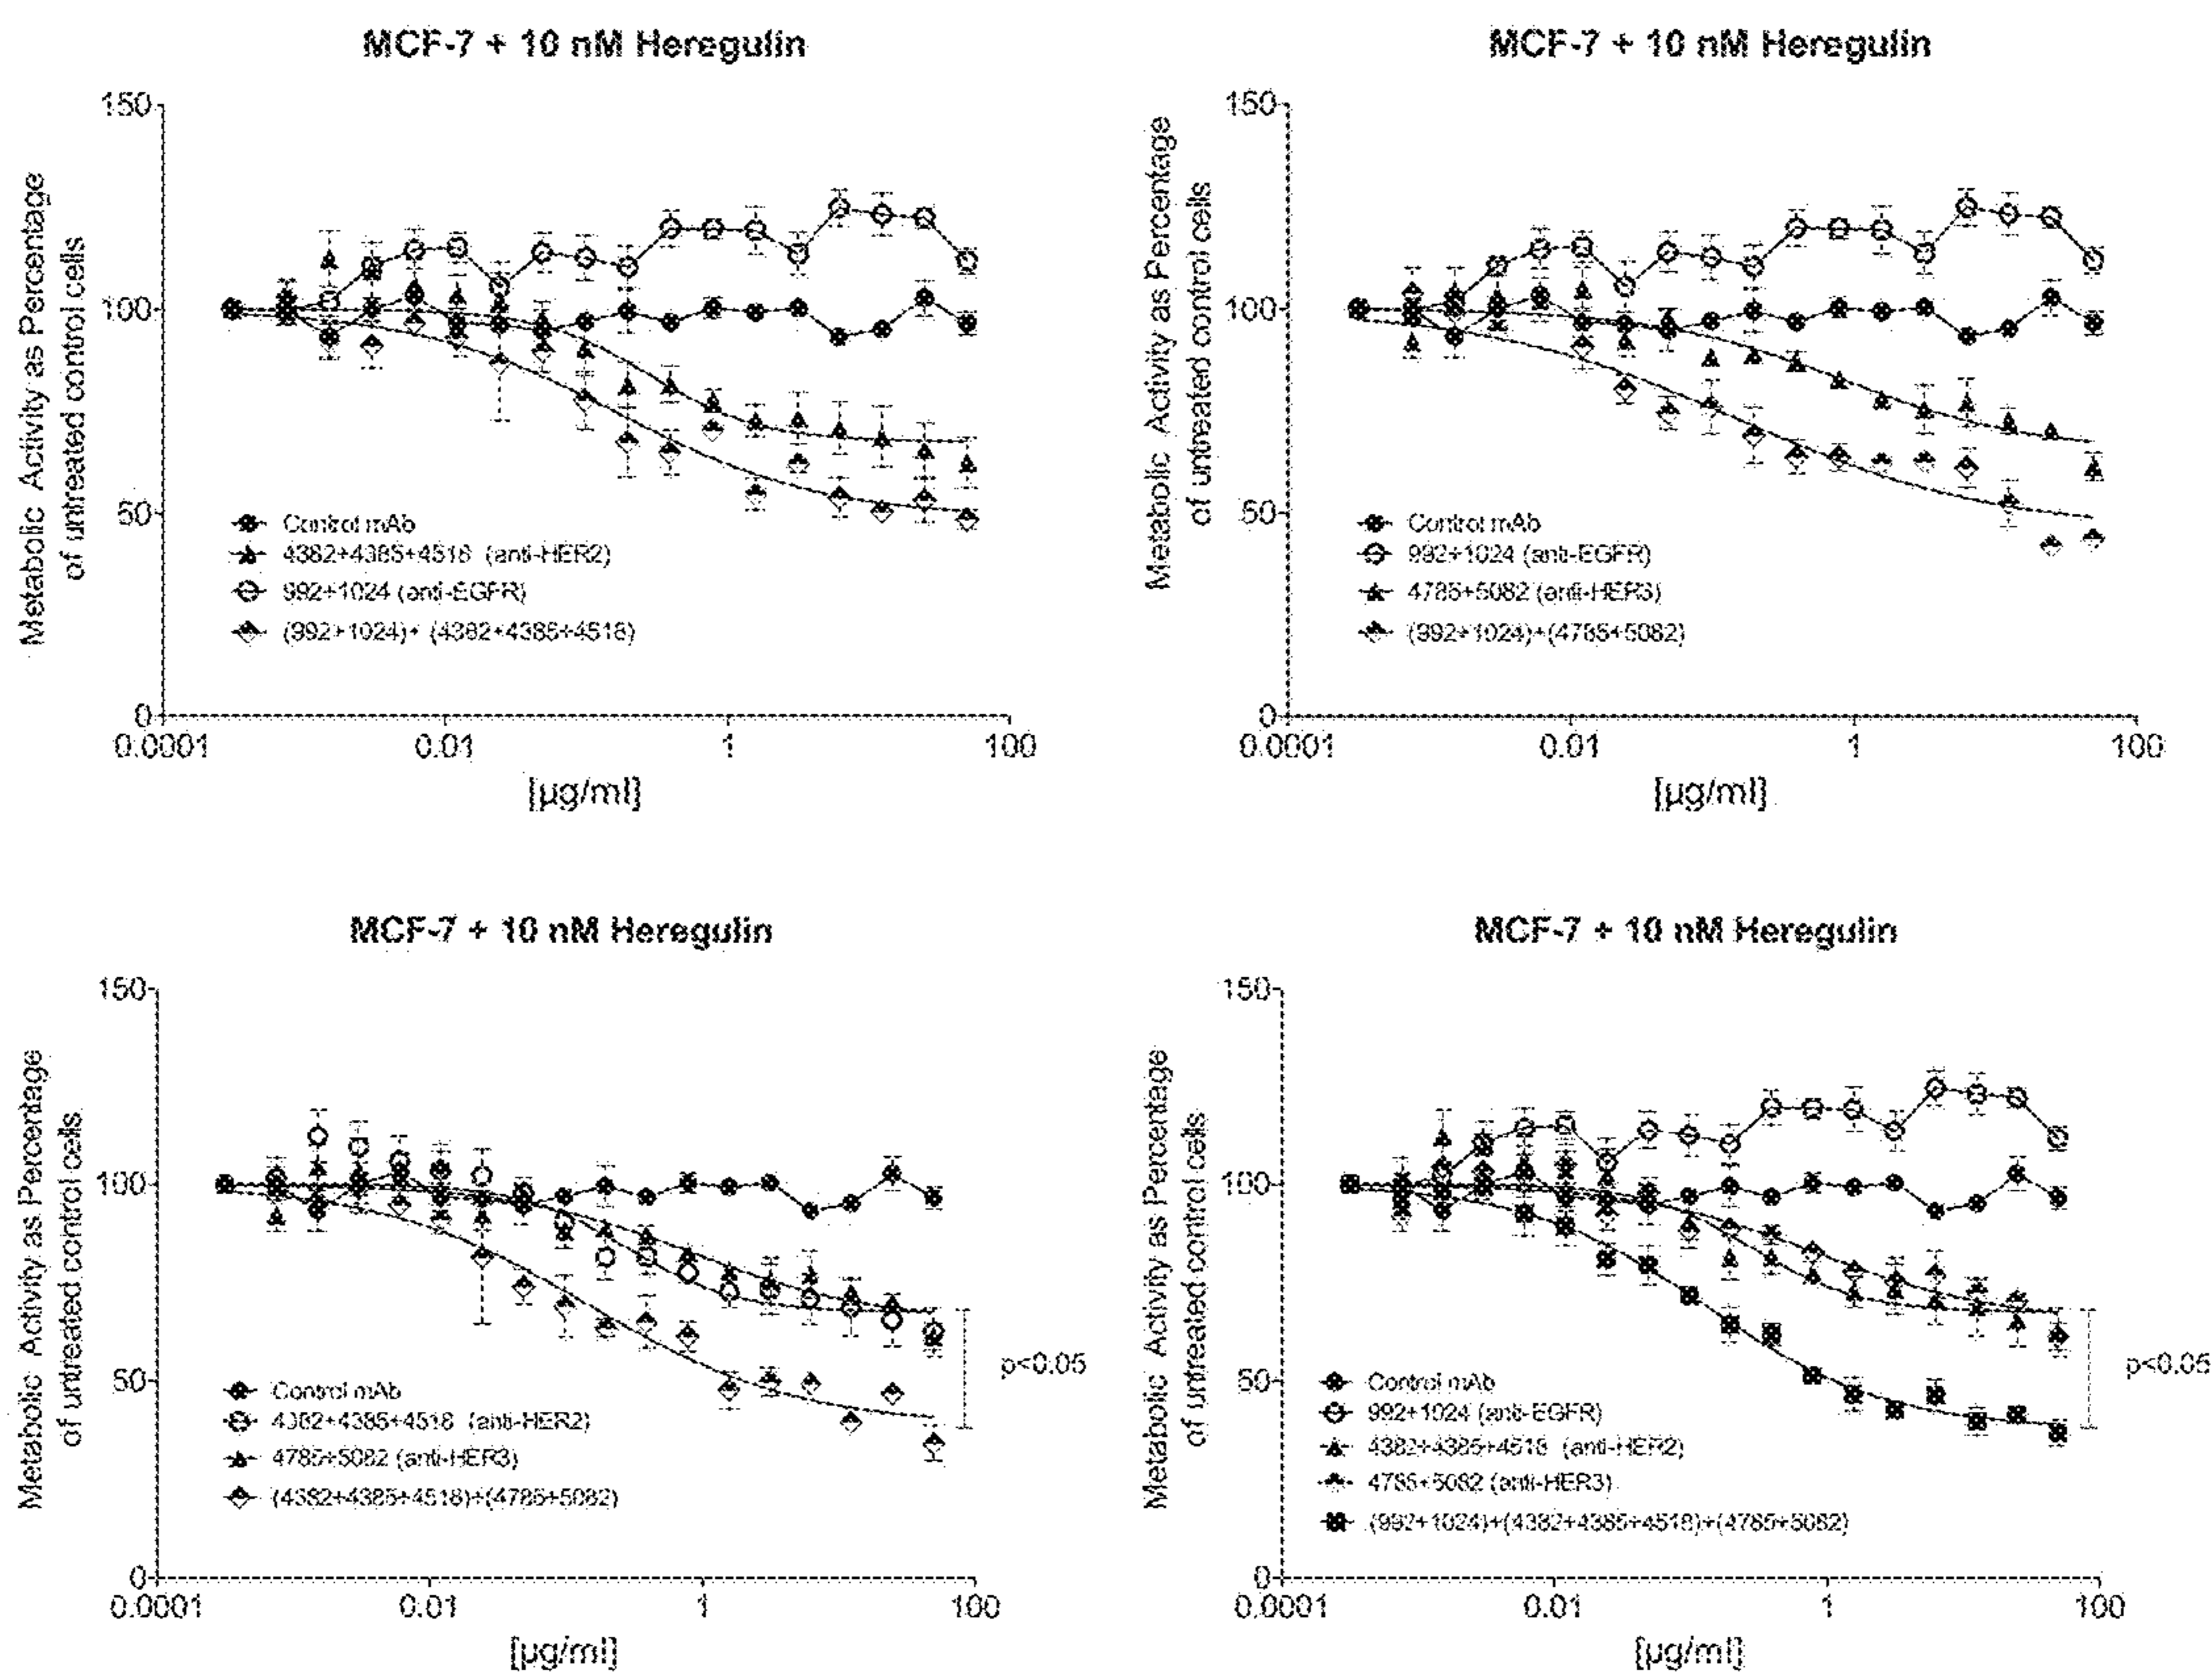 MCF-7 + 10 nM Heregulin
Metabolic Activity as Percentage
of untreated control cells
150
100
50
0
Control mAb
4382+4385+4518 (anti-HER2)
992+1024 (anti-EGFR)
(992+1024)+ (4382+4385+4518)
0.0001
0.01
1
100
[µg/ml]
MCF-7 + 10 nM Heregulin
Metabolic Activity as Percentage
of untreated control cells
150
100
50
0
Control mAb
992+1024 (anti-EGFR)
4785+5082 (anti-HER3)
(992+1024)+(4785+5082)
0.0001
0.01
1
100
[µg/ml]
MCF-7 + 10 nM Heregulin
Metabolic Activity as Percentage
of untreated control cells
150
100
50
0
Control mAb
4382+4385+4518 (anti-HER2)
4785+5082 (anti-HER3)
(4382+4385+4518)+(4785+5082)
p<0.05
0.0001
0.01
1
100
[µg/ml]
MCF-7 + 10 nM Heregulin
Metabolic Activity as Percentage
of untreated control cells
150
100
50
0
Control mAb
992+1024 (anti-EGFR)
4382+4385+4518 (anti-HER2)
4785+5082 (anti-HER3)
(992+1024)+(4382+4385+4518)+(4785+5082)
p<0.05
0.0001
0.01
1
100
[µg/ml]